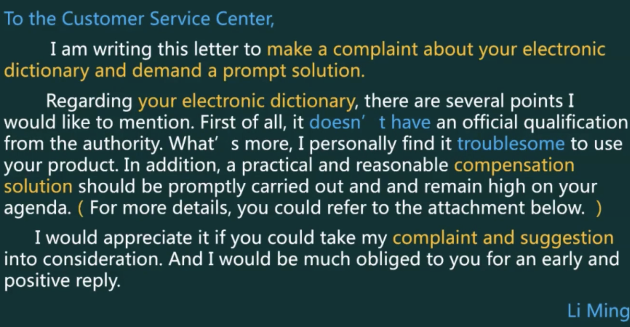 To the Customer Service Center,
I am writing this letter to make a complaint about your electronic
dictionary and demand a prompt solution.
Regarding your electronic dictionary, there are several points I
would like to mention. First of all, it doesn’t have an official qualification
from the authority. What’s more, I personally find it troublesome to use
your product. In addition, a practical and reasonable compensation
solution should be promptly carried out and and remain high on your
agenda. ( For more details, you could refer to the attachment below. )
I would appreciate it if you could take my complaint and suggestion
into consideration. And I would be much obliged to you for an early and
positive reply.
Li Ming